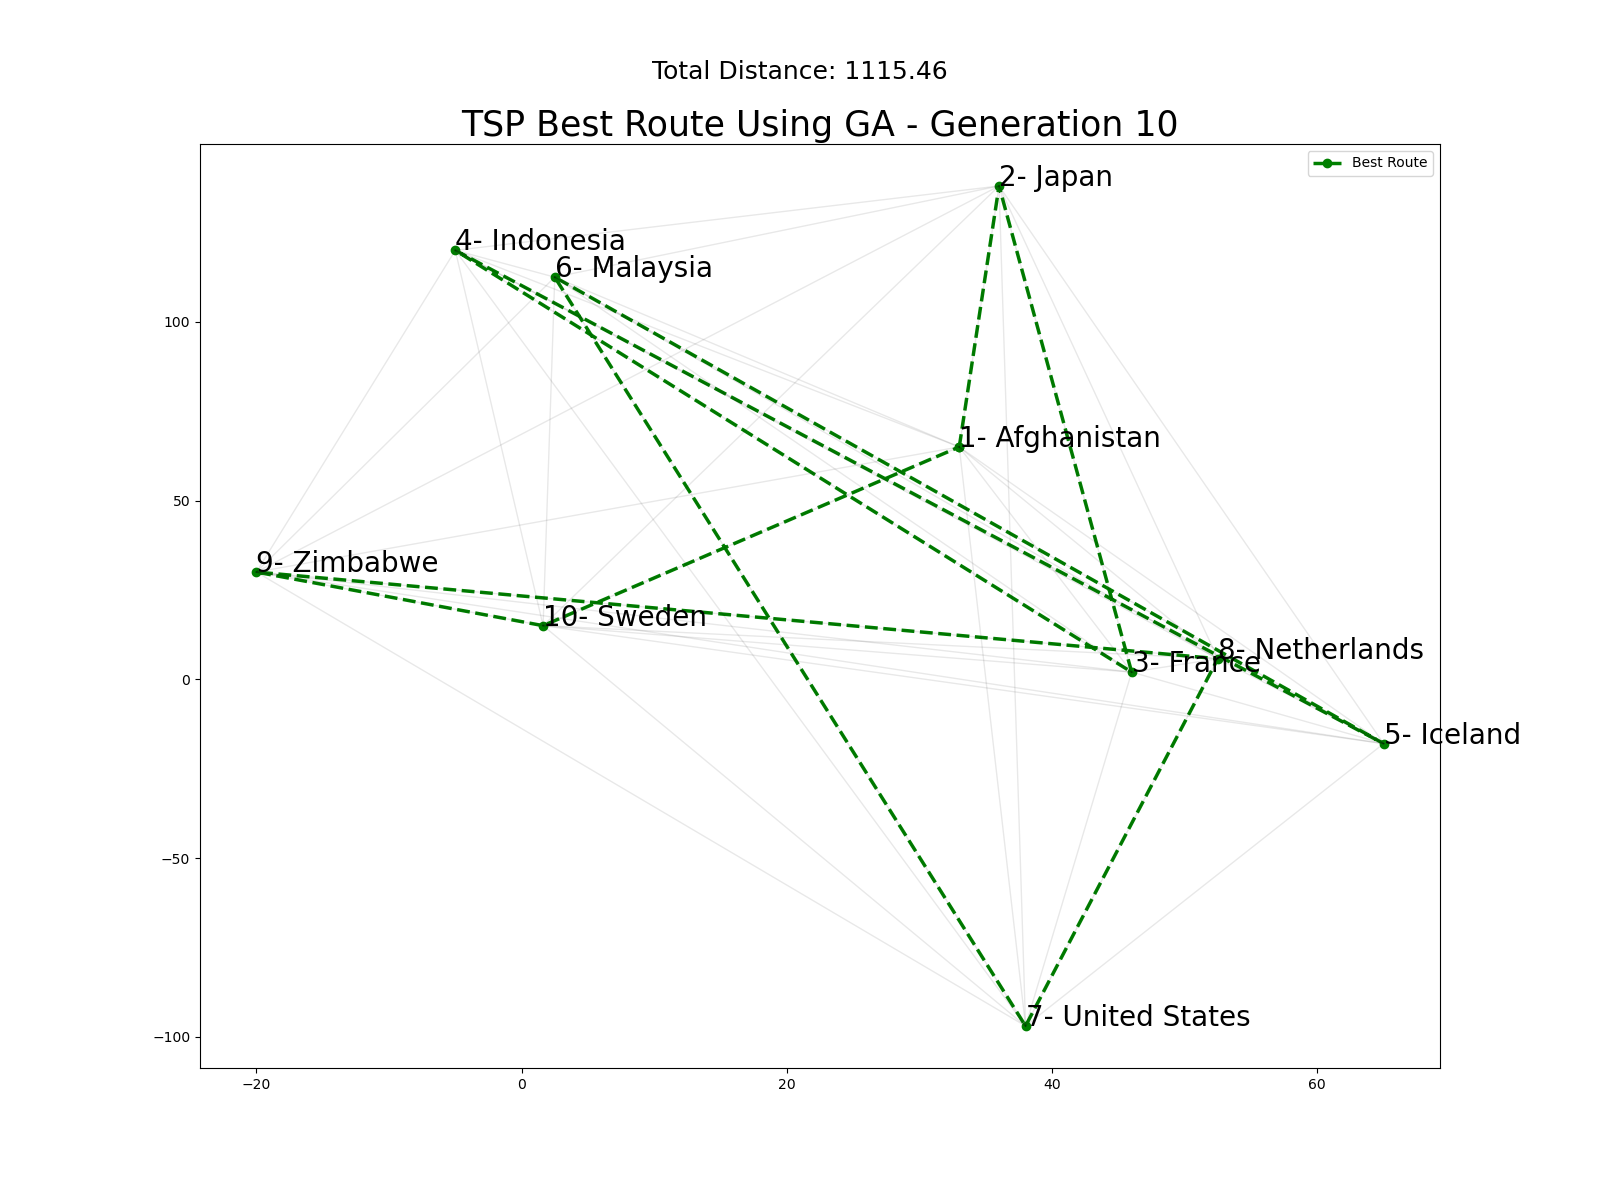 Total Distance: 1115.46
TSP Best Route Using GA - Generation 10
Best Route
2- Japan
4- Indonesia
6- Malaysia
100
1- Afghanistan
50
9- Zimbabwe
10- Sweden
8- Netherlands
3- France
0
5- Iceland
−50
7- United States
−100
−20 0 20 40 60